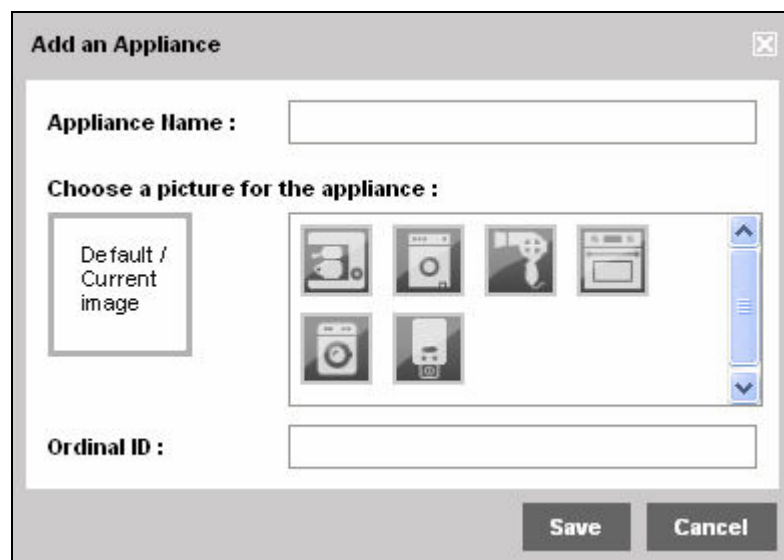 Add an Appliance
Appliance Name :
Choose a picture for the appliance :
Default /
Current
image
Ordinal ID :
Save Cancel